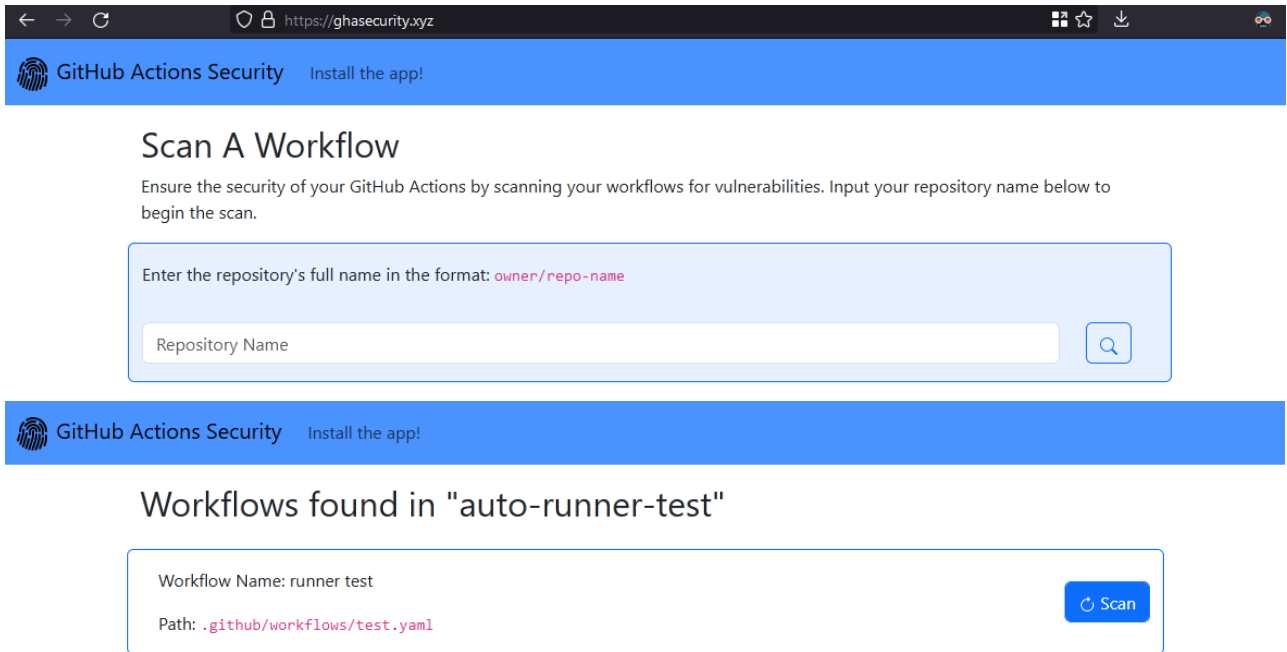 https://ghasecurity.xyz
GitHub Actions Security Install the app!
Scan A Workflow
Ensure the security of your GitHub Actions by scanning your workflows for vulnerabilities. Input your repository name below to
begin the scan.
Enter the repository's full name in the format: owner/repo-name
Repository Name
GitHub Actions Security Install the app!
Workflows found in "auto-runner-test"
Workflow Name: runner test
Scan
Path: .github/workflows/test.yaml